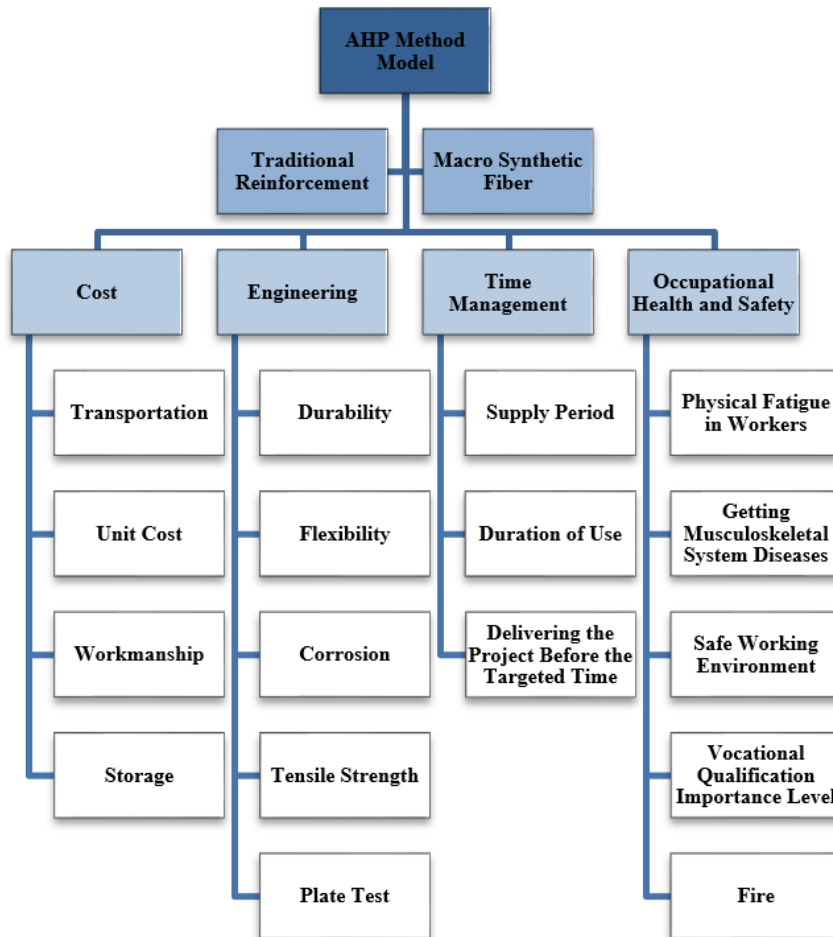 AHP Method
Model
Traditional
Reinforcement
Macro Synthetic
Fiber
Cost
Engineering
Time
Management
Occupational
Health and Safety
Transportation
Unit Cost
Workmanship
Storage
Durability
Flexibility
Corrosion
Tensile Strength
Plate Test
Supply Period
Duration of Use
Delivering the
Project Before the
Targeted Time
Physical Fatigue
in Workers
Getting
Musculoskeletal
System Diseases
Safe Working
Environment
Vocational
Qualification
Importance Level
Fire